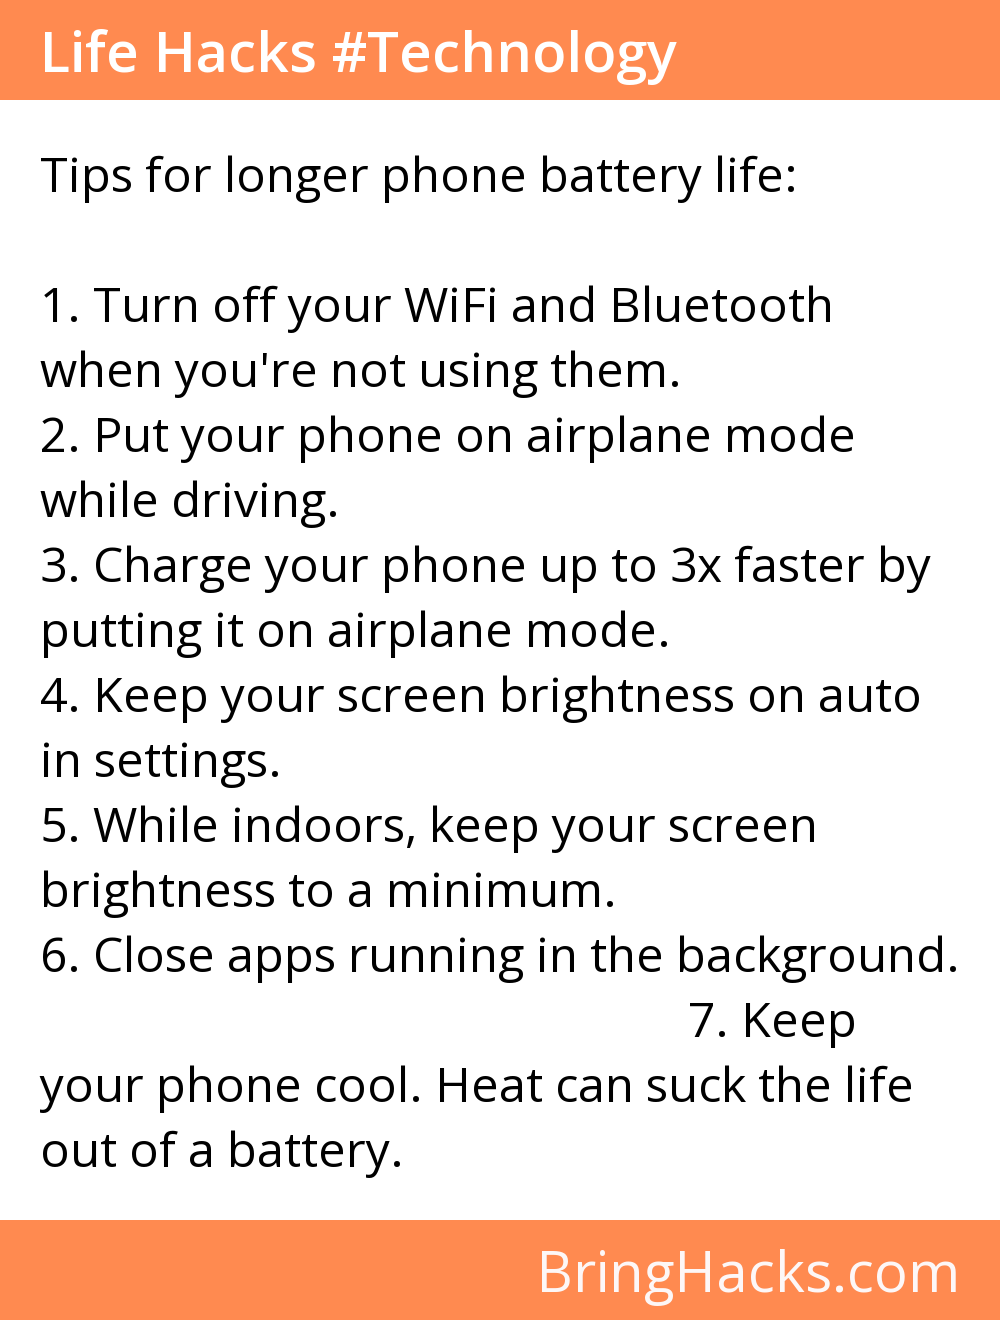 Life Hacks #Technology
Tips for longer phone battery life:
1. Turn off your WiFi and Bluetooth
when you're not using them.
2. Put your phone on airplane mode
while driving.
3. Charge your phone up to 3x faster by
putting it on airplane mode.
4. Keep your screen brightness on auto
in settings.
5. While indoors, keep your screen
brightness to a minimum.
6. Close apps running in the background.
7. Keep
your phone cool. Heat can suck the life
out of a battery.
BringHacks.com